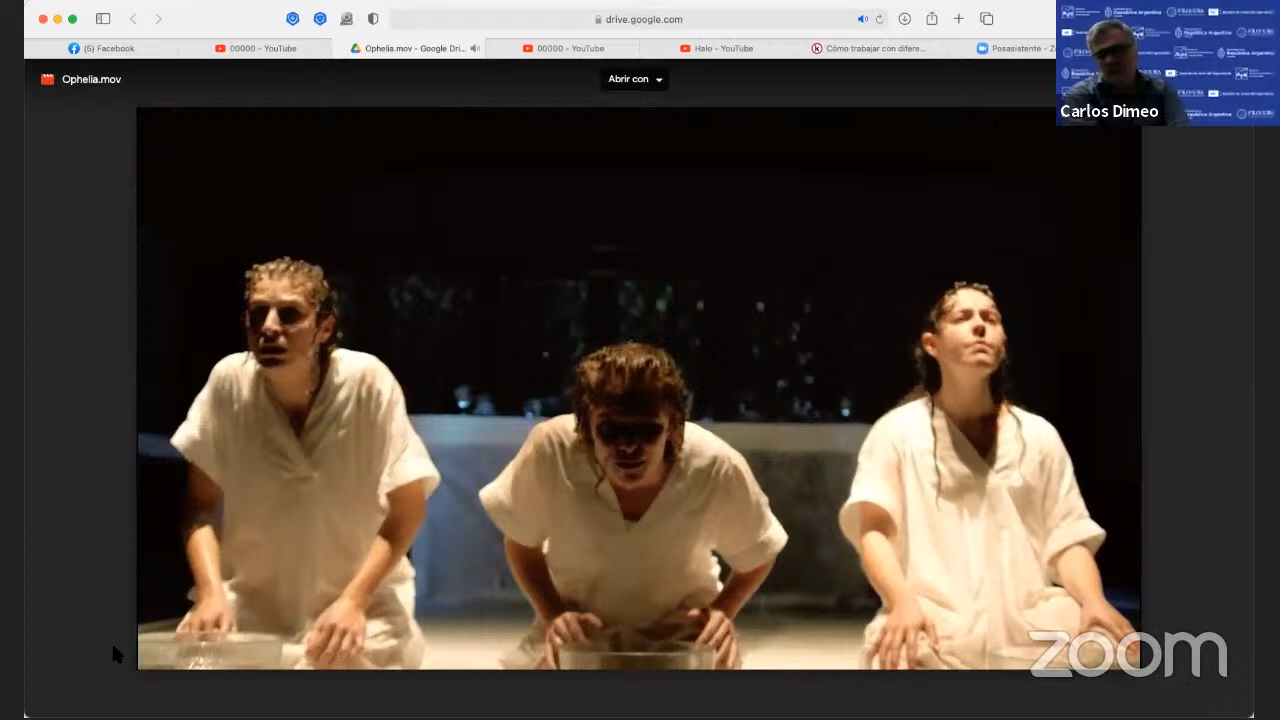 drive.google.com
(5) Facebook
00000 - YouTube
Ophelia.mov - Google Dri...
00000 - YouTube
Halo - YouTube
Cómo trabajar con difere...
Posasistente - Z
Ophelia.mov
Abrir con
Carlos Dimeo
zoom